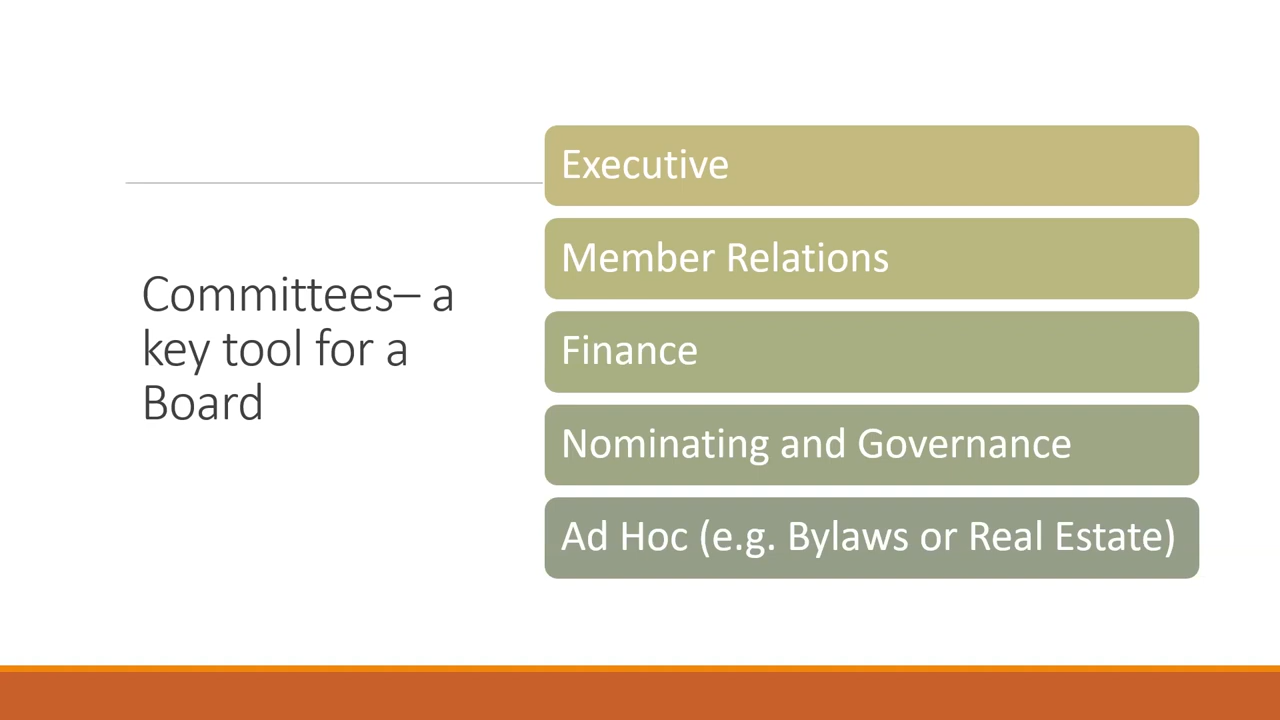 Committees– a
key tool for a
Board
Executive
Member Relations
Finance
Nominating and Governance
Ad Hoc (e.g. Bylaws or Real Estate)